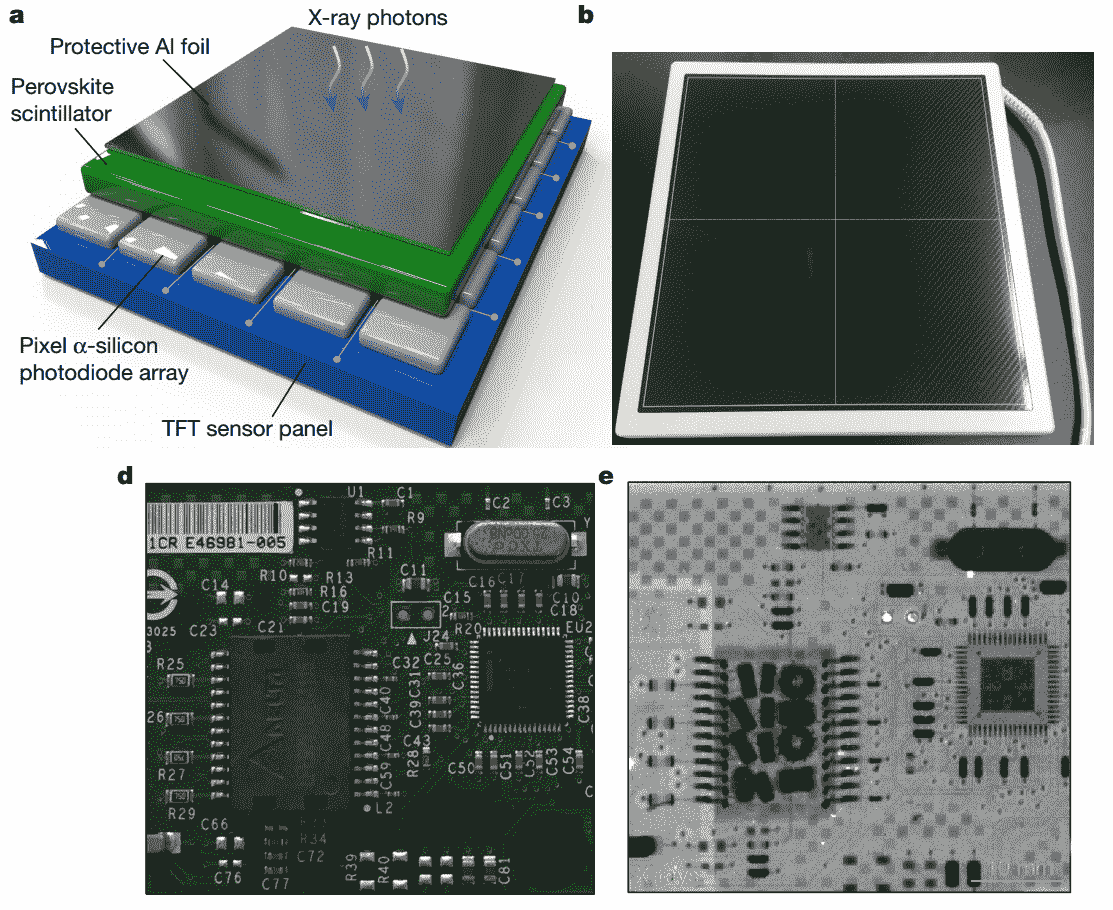 a
X-ray photons
Protective Al foil
Perovskite
scintillator
Pixel α-silicon
photodiode array
TFT sensor panel
b
d
U1
C1
C2
C3
R9
Y
1CR E46981-005
R11
R10
R13
C11
C16
C17
C14
R16
C15
C10
C19
2
C18
3025
C23
C21
R20
EU2
J24
3
R25
C32
C25
C36
C31
C40
26
C39
C38
C48
C43
R27
R28
C50
C51
C52
C53
C54
C59
R29
L2
C66
R34
C72
R39
R40
C81
C76
C77
e